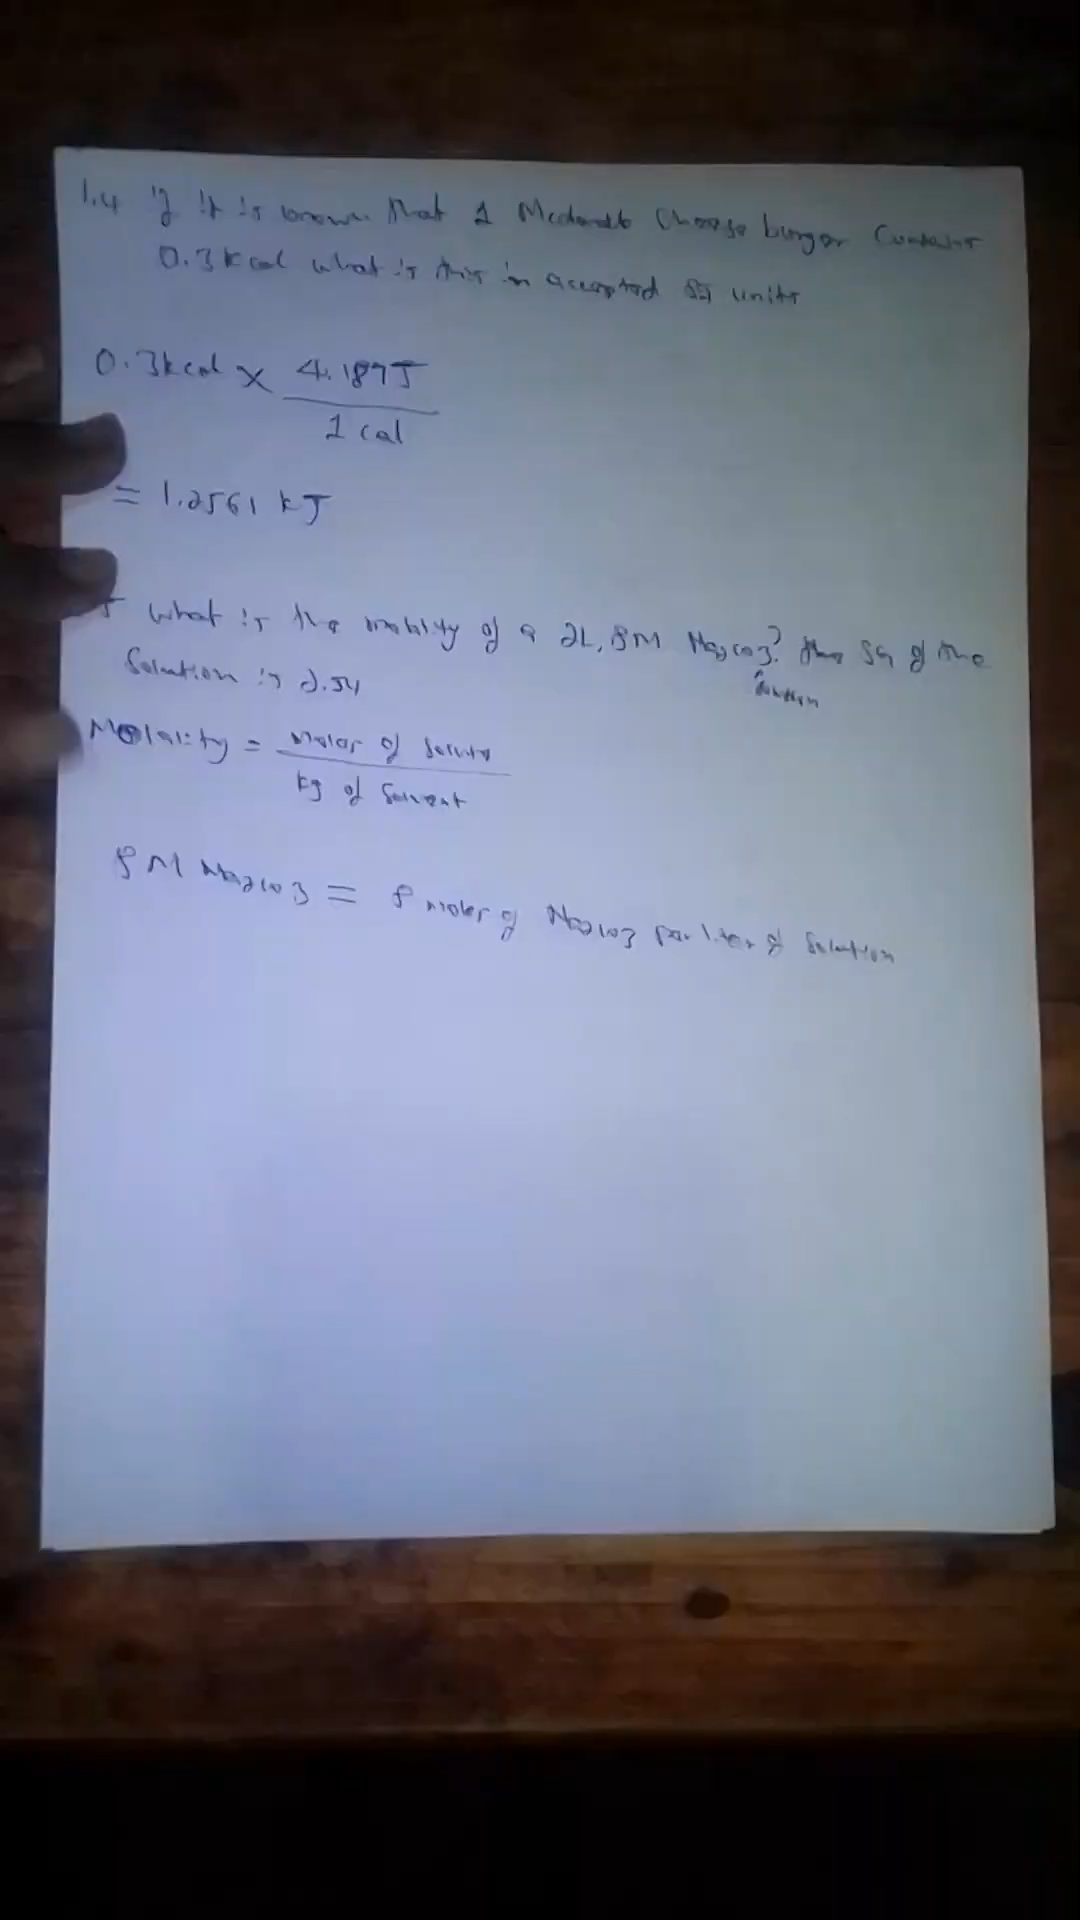 1.4 if it is known that 1 Mcdonalds Cheese burger Contains
0.3kcal what is this in accepted SI units
0.3kcal x 4.187J
1 cal
= 1.2561 kJ
what is the molality of a 2L, 8M Na2CO3? the SG of the
Solution
Solution is 2.54
Molality = moles of Solute
kg of Solvent
8M Na2CO3 = 8 moles of Na2CO3 per liter of Solution